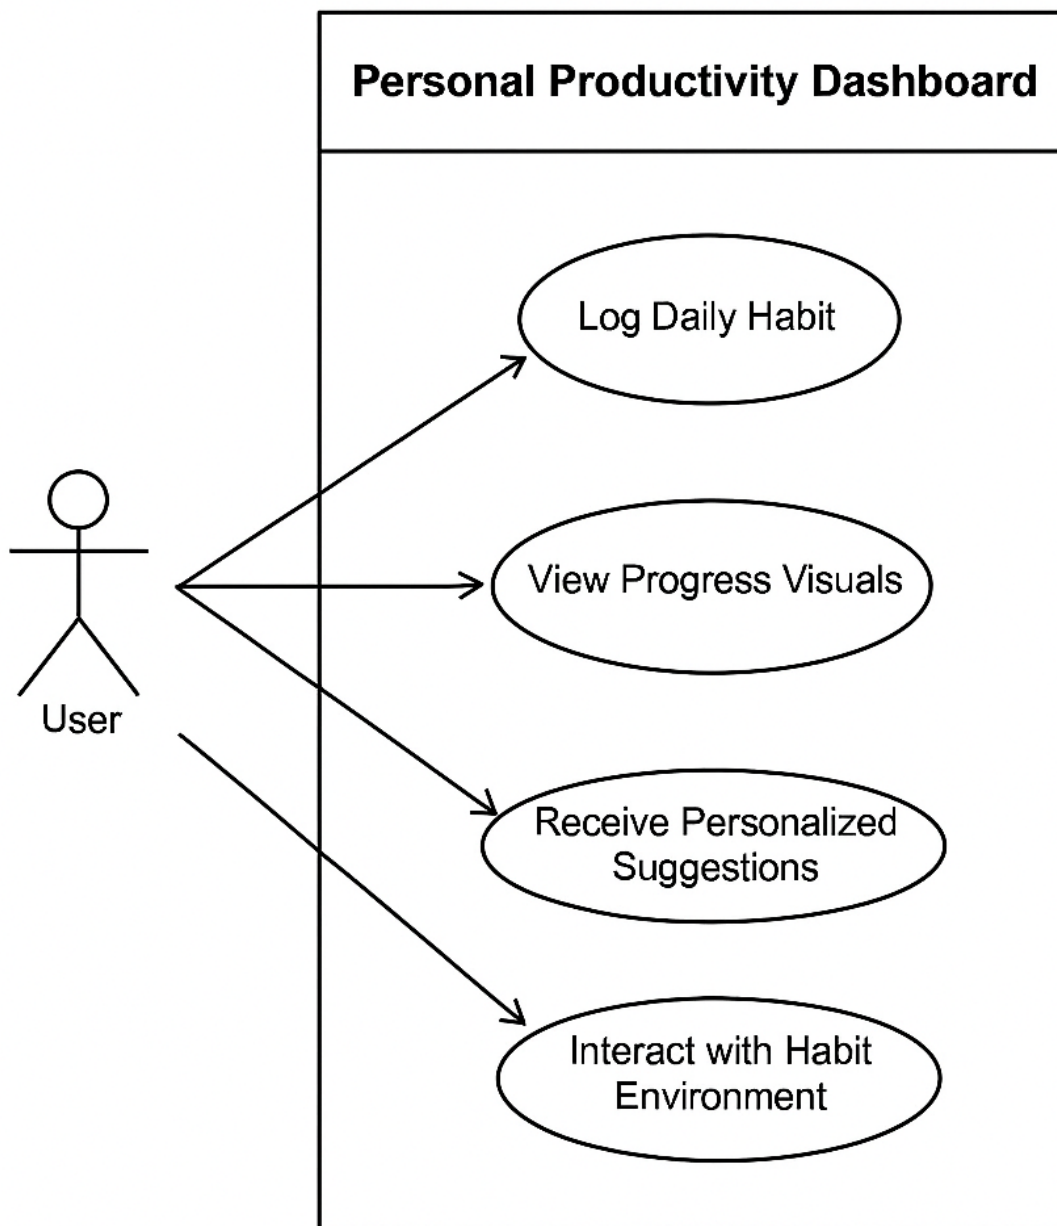 Personal Productivity Dashboard
Log Daily Habit
View Progress Visuals
User
Receive Personalized
Suggestions
Interact with Habit
Environment